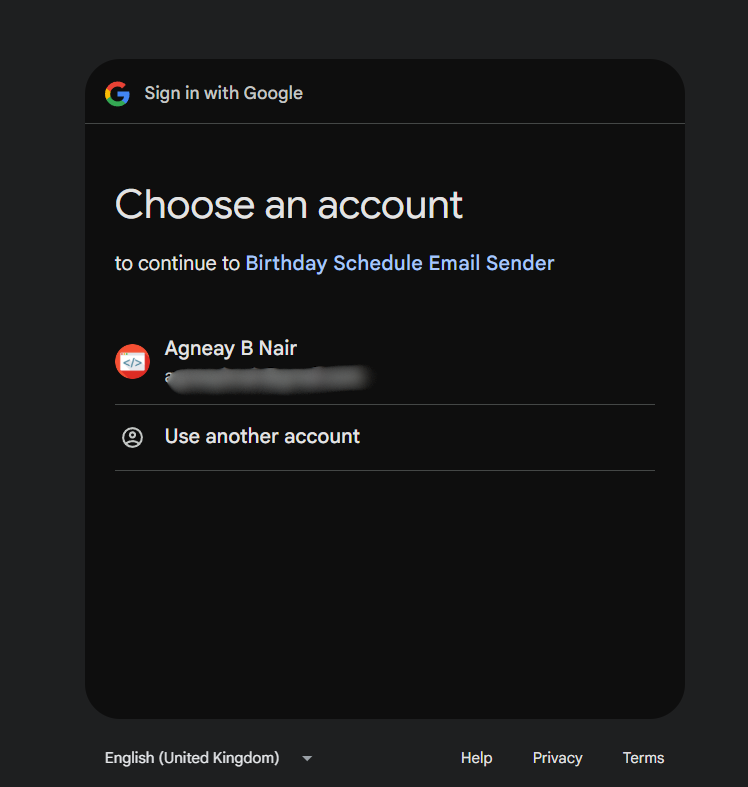 Sign in with Google
Choose an account
to continue to Birthday Schedule Email Sender
</>
Agneay B Nair
Use another account
English (United Kingdom)
Help Privacy Terms